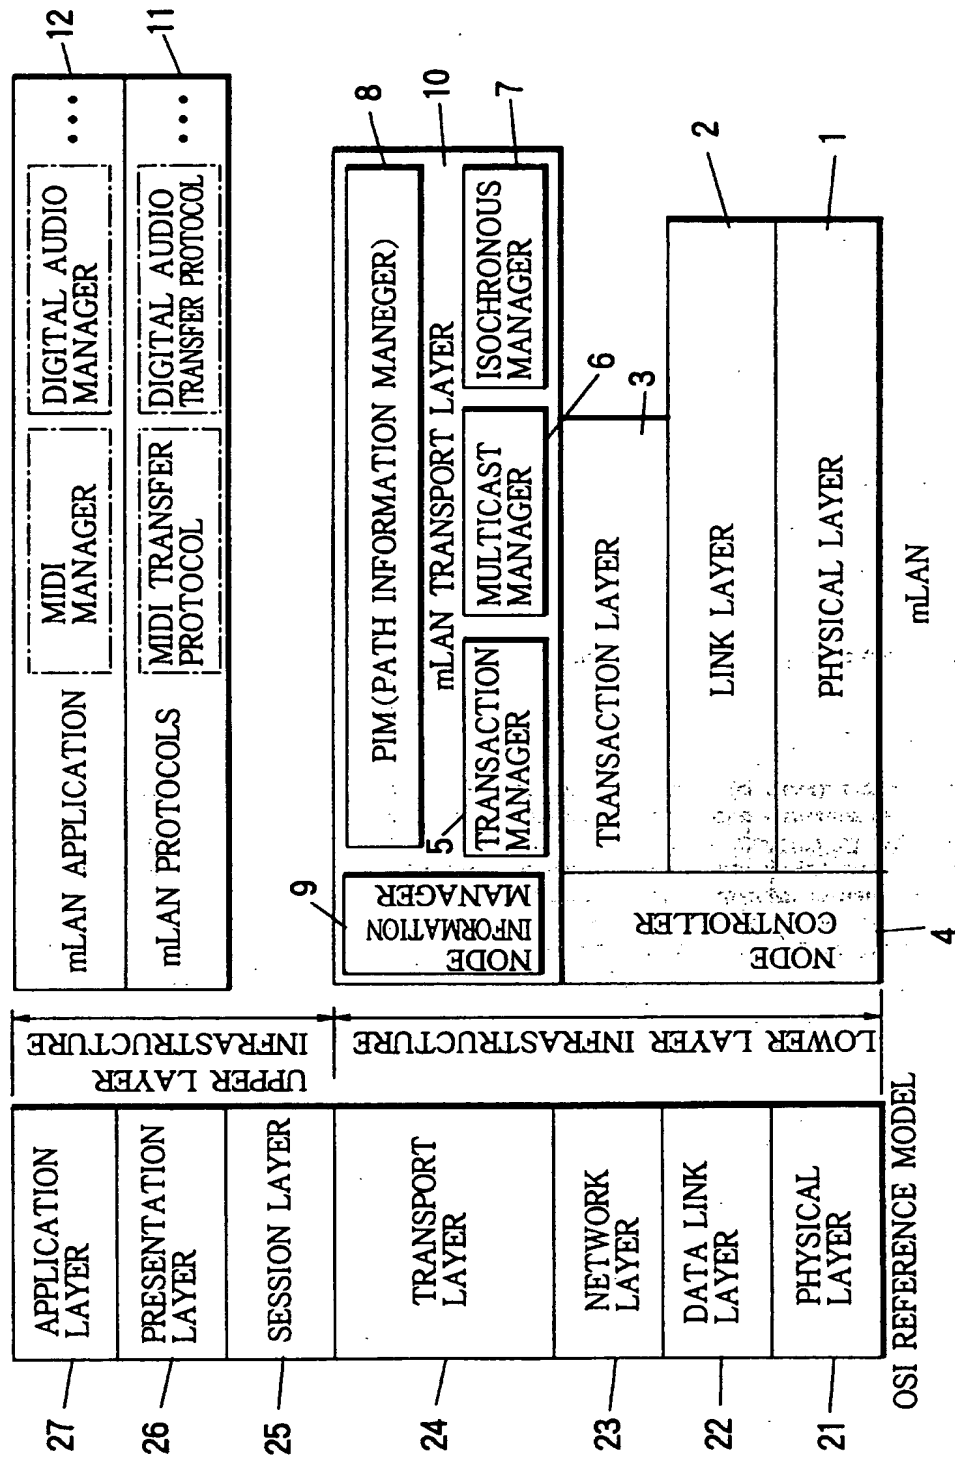 27
APPLICATION
LAYER
26
PRESENTATION
LAYER
25
SESSION LAYER
24
TRANSPORT
LAYER
23
NETWORK
LAYER
22
DATA LINK
LAYER
21
PHYSICAL
LAYER
OSI REFERENCE MODEL
UPPER LAYER
INFRASTRUCTURE
LOWER LAYER INFRASTRUCTURE
mLAN APPLICATION
MIDI
MANAGER
DIGITAL AUDIO
MANAGER
•••
12
mLAN PROTOCOLS
MIDI TRANSFER
PROTOCOL
DIGITAL AUDIO
TRANSFER PROTOCOL
•••
11
9
NODE
INFORMATION
MANAGER
PIM(PATH INFORMATION MANEGER)
8
mLAN TRANSPORT LAYER
10
5
TRANSACTION
MANAGER
MULTICAST
MANAGER
6
ISOCHRONOUS
MANAGER
7
NODE
CONTROLLER
4
TRANSACTION LAYER
3
LINK LAYER
2
PHYSICAL LAYER
1
mLAN